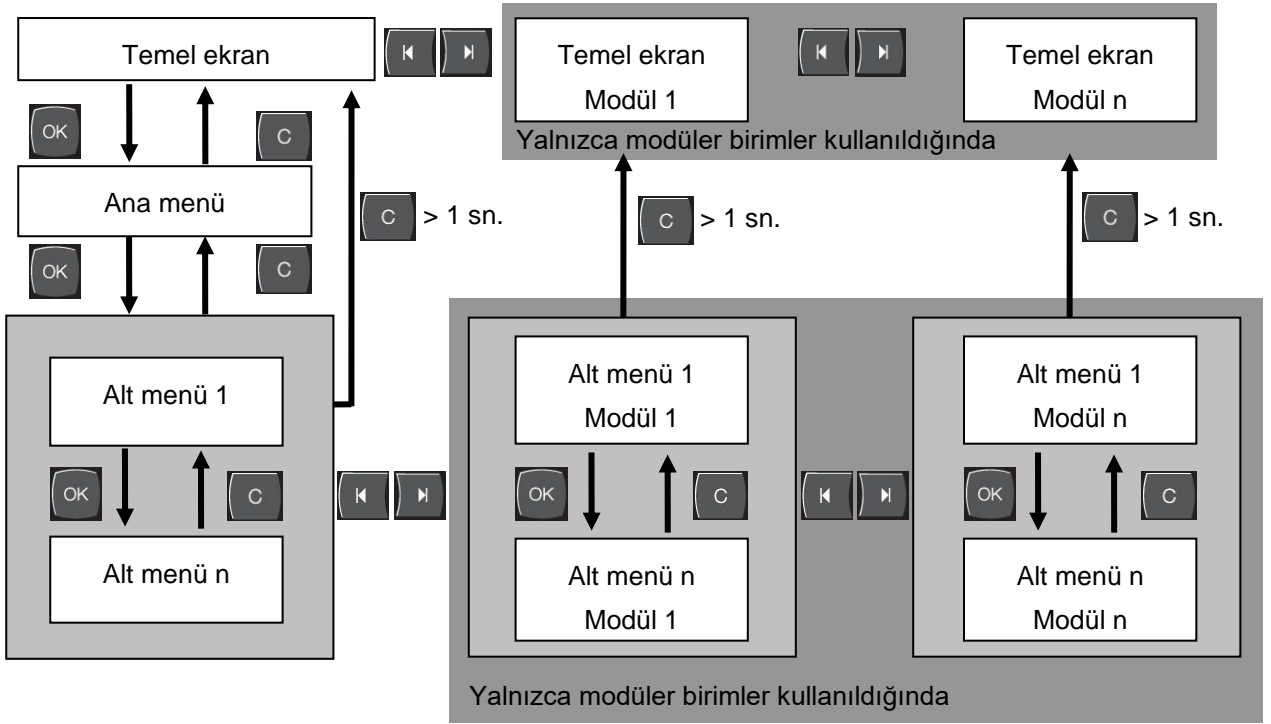 Temel ekran
Temel ekran
Modül 1
Temel ekran
Modül n
Yalnızca modüler birimler kullanıldığında
OK
C
Ana menü
C > 1 sn.
C > 1 sn.
C > 1 sn.
OK
C
Alt menü 1
Alt menü 1
Modül 1
Alt menü 1
Modül n
OK
C
OK
C
OK
C
Alt menü n
Alt menü n
Modül 1
Alt menü n
Modül n
Yalnızca modüler birimler kullanıldığında